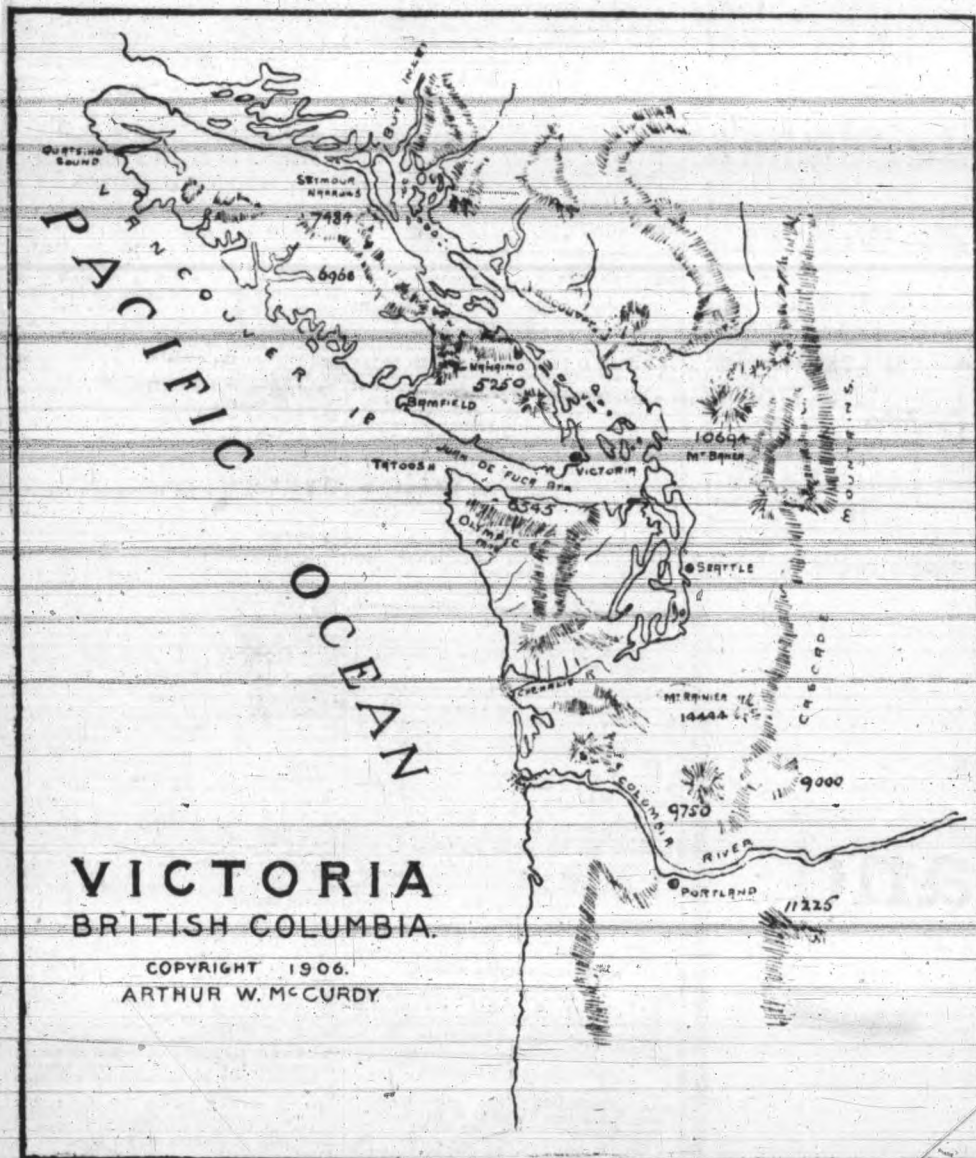 BUTE INLET
QUATSINO
SOUND
SEYMOUR
NARROWS
7484
6968
VANCOUVER IS
PACIFIC OCEAN
NANAIMO
5250
BAMFIELD
10694
MT BAKER
VICTORIA
JUAN DE FUCA STR
TATOOSH
OLYMPIC
SEATTLE
CHEHALIS R
MT RAINIER
14444
CASCADE MOUNTAINS.
9000
9750
COLUMBIA RIVER
PORTLAND
11225
VICTORIA
BRITISH COLUMBIA.
COPYRIGHT 1906.
ARTHUR W. McCURDY